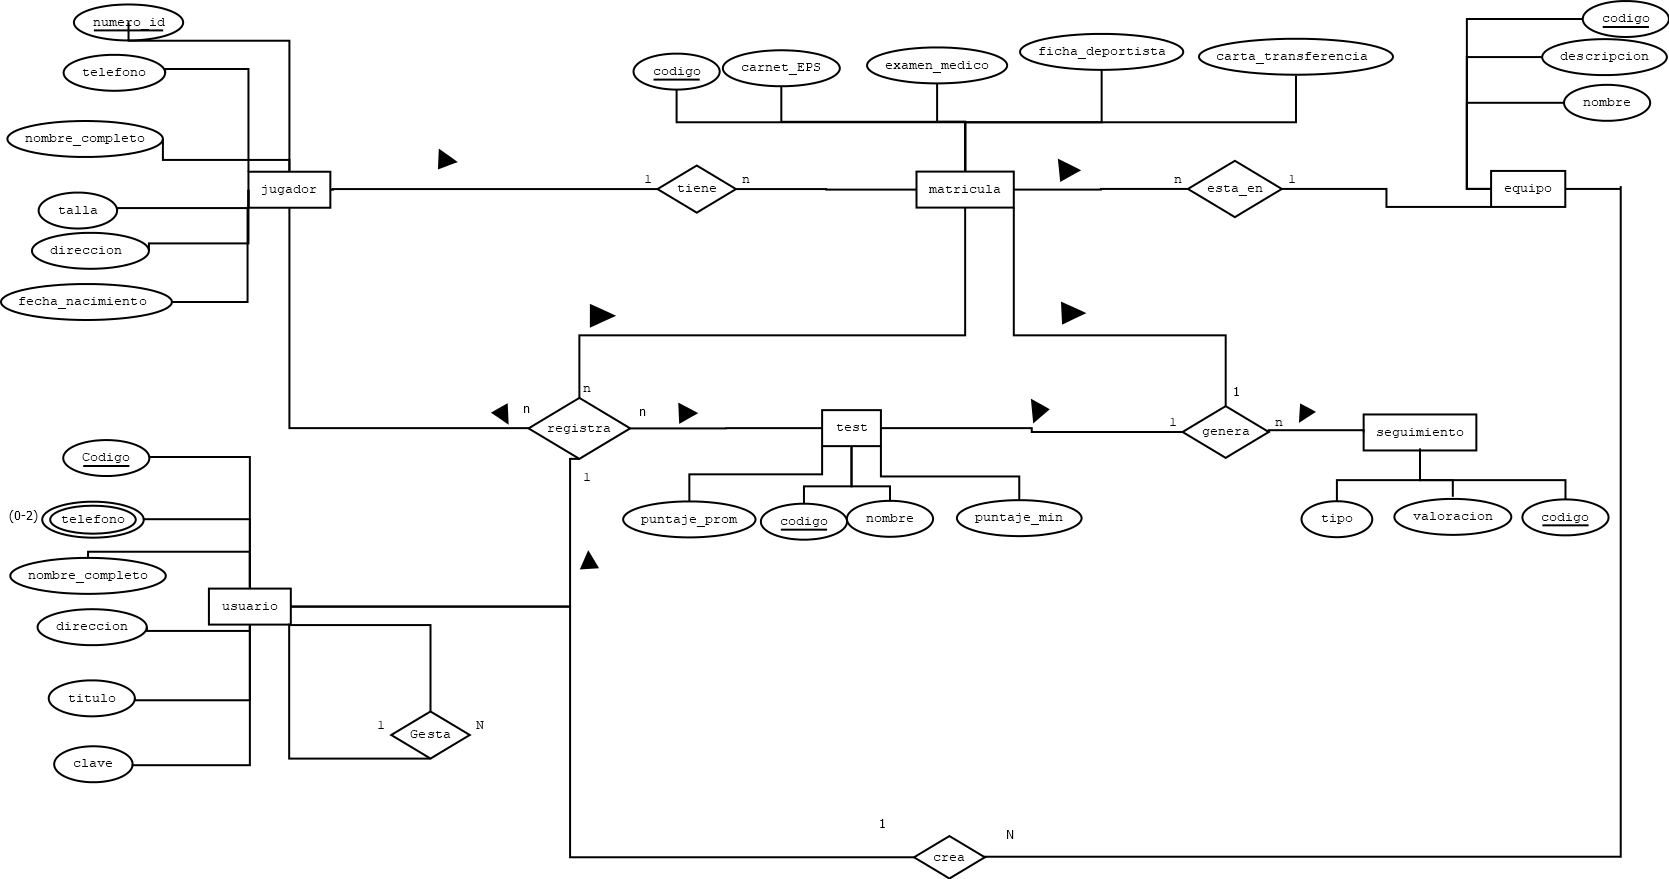 numero_id
codigo
ficha_deportista
carta_transferencia
descripcion
carnet_EPS
examen_medico
codigo
telefono
nombre
nombre_completo
jugador
1
tiene
n
matricula
n
esta_en
1
equipo
talla
direccion
fecha_nacimiento
n
n
registra
n
1
test
1
1
genera
n
seguimiento
Codigo
(0-2)
telefono
puntaje_prom
codigo
nombre
puntaje_min
tipo
valoracion
codigo
nombre_completo
usuario
direccion
titulo
1
Gesta
N
clave
1
N
crea